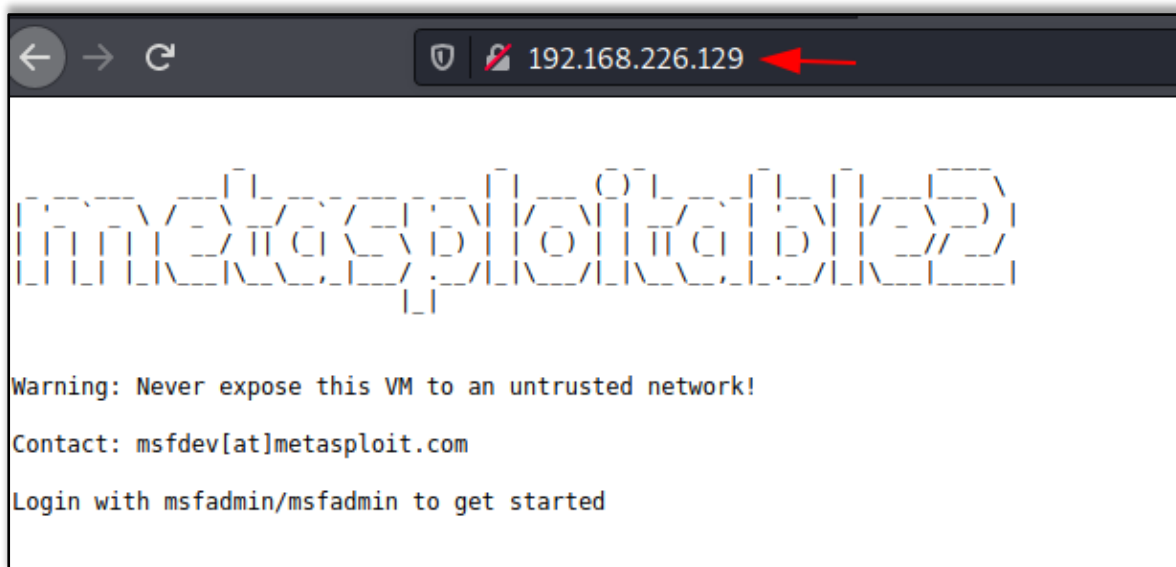 192.168.226.129
metasploitable2
Warning: Never expose this VM to an untrusted network!
Contact: msfdev[at]metasploit.com
Login with msfadmin/msfadmin to get started